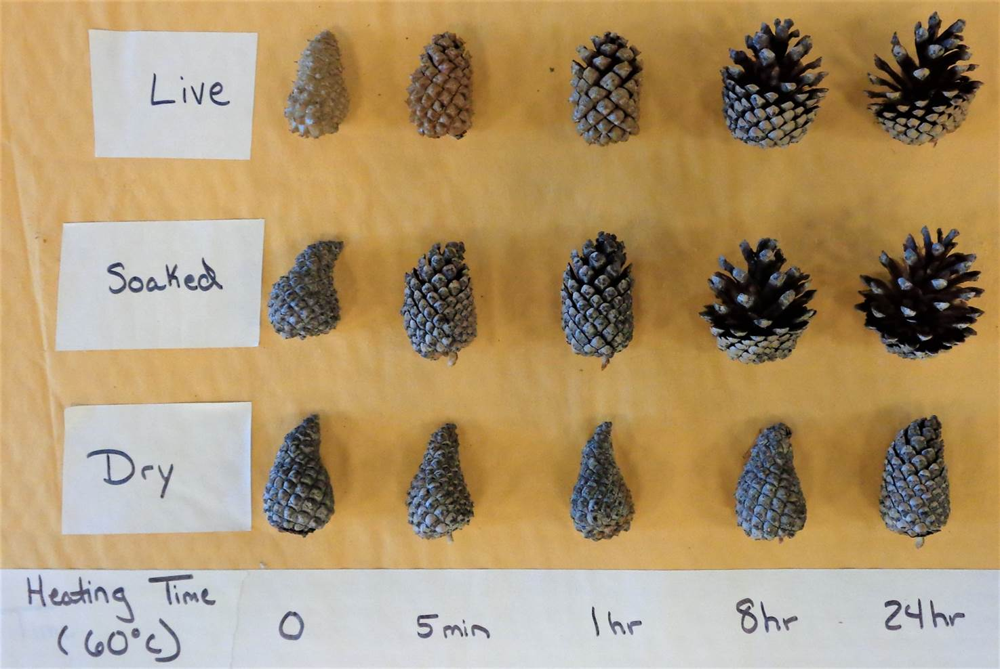 Live
Soaked
Dry
Heating Time
(60°C)
0
5min
1hr
8hr
24hr